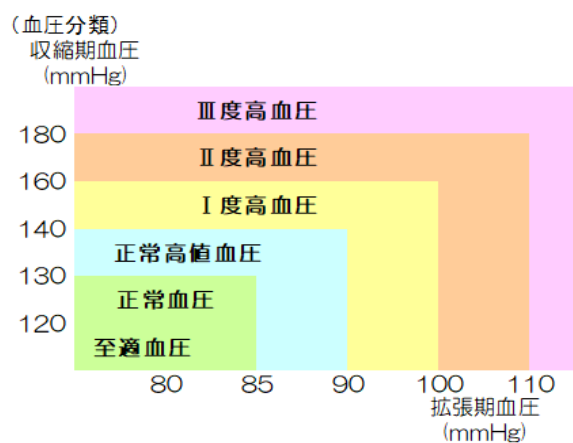 （血圧分類）
収縮期血圧
(mmHg)
Ⅲ度高血圧
180
Ⅱ度高血圧
160
Ⅰ度高血圧
140
正常高値血圧
130
正常血圧
120
至適血圧
80 85 90 100 110
拡張期血圧
(mmHg)